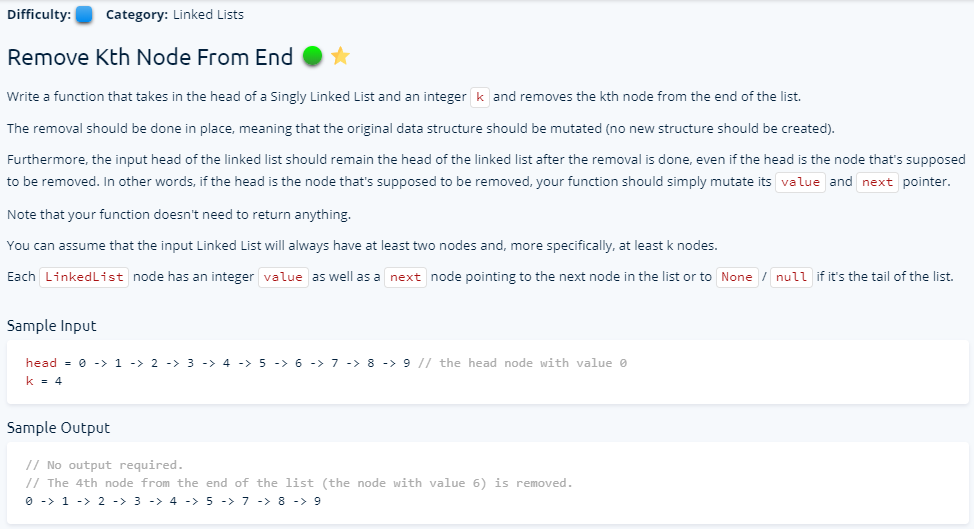 Difficulty: Category: Linked Lists
Remove Kth Node From End
Write a function that takes in the head of a Singly Linked List and an integer k and removes the kth node from the end of the list.
The removal should be done in place, meaning that the original data structure should be mutated (no new structure should be created).
Furthermore, the input head of the linked list should remain the head of the linked list after the removal is done, even if the head is the node that's supposed
to be removed. In other words, if the head is the node that's supposed to be removed, your function should simply mutate its value and next pointer.
Note that your function doesn't need to return anything.
You can assume that the input Linked List will always have at least two nodes and, more specifically, at least k nodes.
Each LinkedList node has an integer value as well as a next node pointing to the next node in the list or to None / null if it's the tail of the list.
Sample Input
head = 0 -> 1 -> 2 -> 3 -> 4 -> 5 -> 6 -> 7 -> 8 -> 9 // the head node with value 0
k = 4
Sample Output
// No output required.
// The 4th node from the end of the list (the node with value 6) is removed.
0 -> 1 -> 2 -> 3 -> 4 -> 5 -> 7 -> 8 -> 9